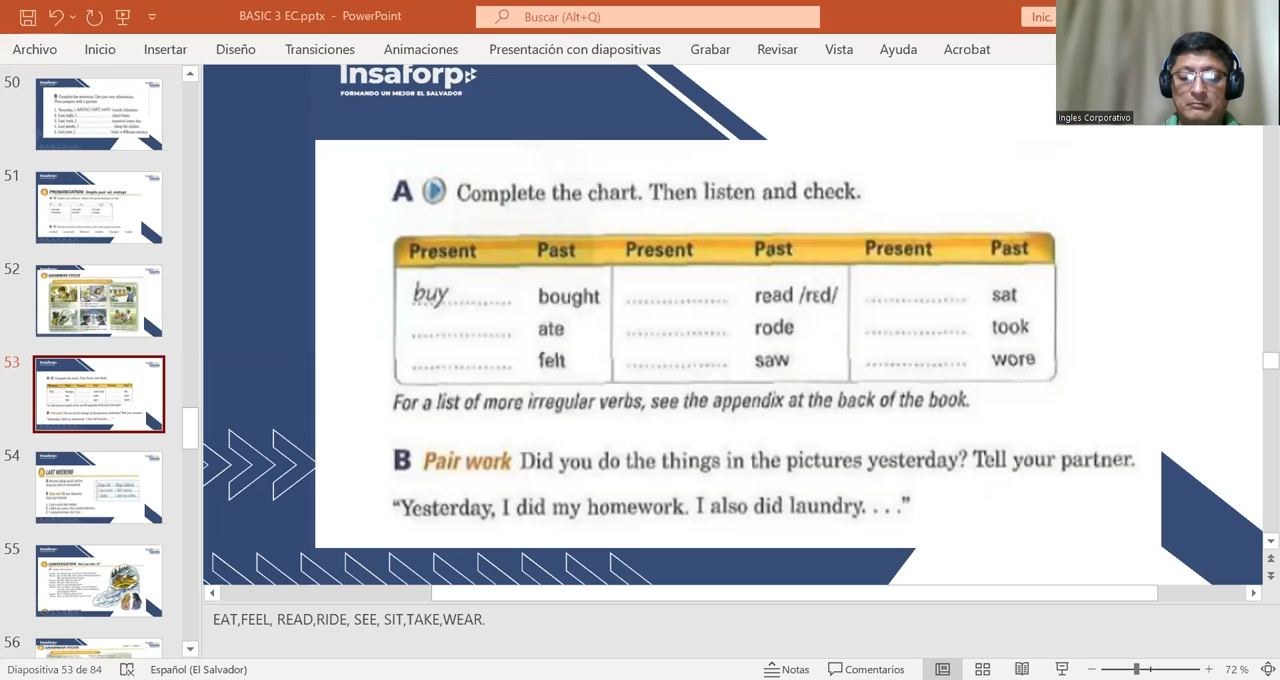 BASIC 3 EC.pptx - PowerPoint
Buscar (Alt+Q)
Inic.
Archivo Inicio Insertar Diseño Transiciones Animaciones Presentación con diapositivas Grabar Revisar Vista Ayuda Acrobat
Ingles Corporativo
50
51
52
53
54
55
56
Insaforp
FORMANDO UN MEJOR EL SALVADOR
A Complete the chart. Then listen and check.
Present Past Present Past Present Past
buy bought read /rɛd/ sat
ate rode took
felt saw wore
For a list of more irregular verbs, see the appendix at the back of the book.
B Pair work Did you do the things in the pictures yesterday? Tell your partner.
“Yesterday, I did my homework. I also did laundry. . . .”
EAT,FEEL, READ,RIDE, SEE, SIT,TAKE,WEAR.
Diapositiva 53 de 84 Español (El Salvador) Notas Comentarios 72 %